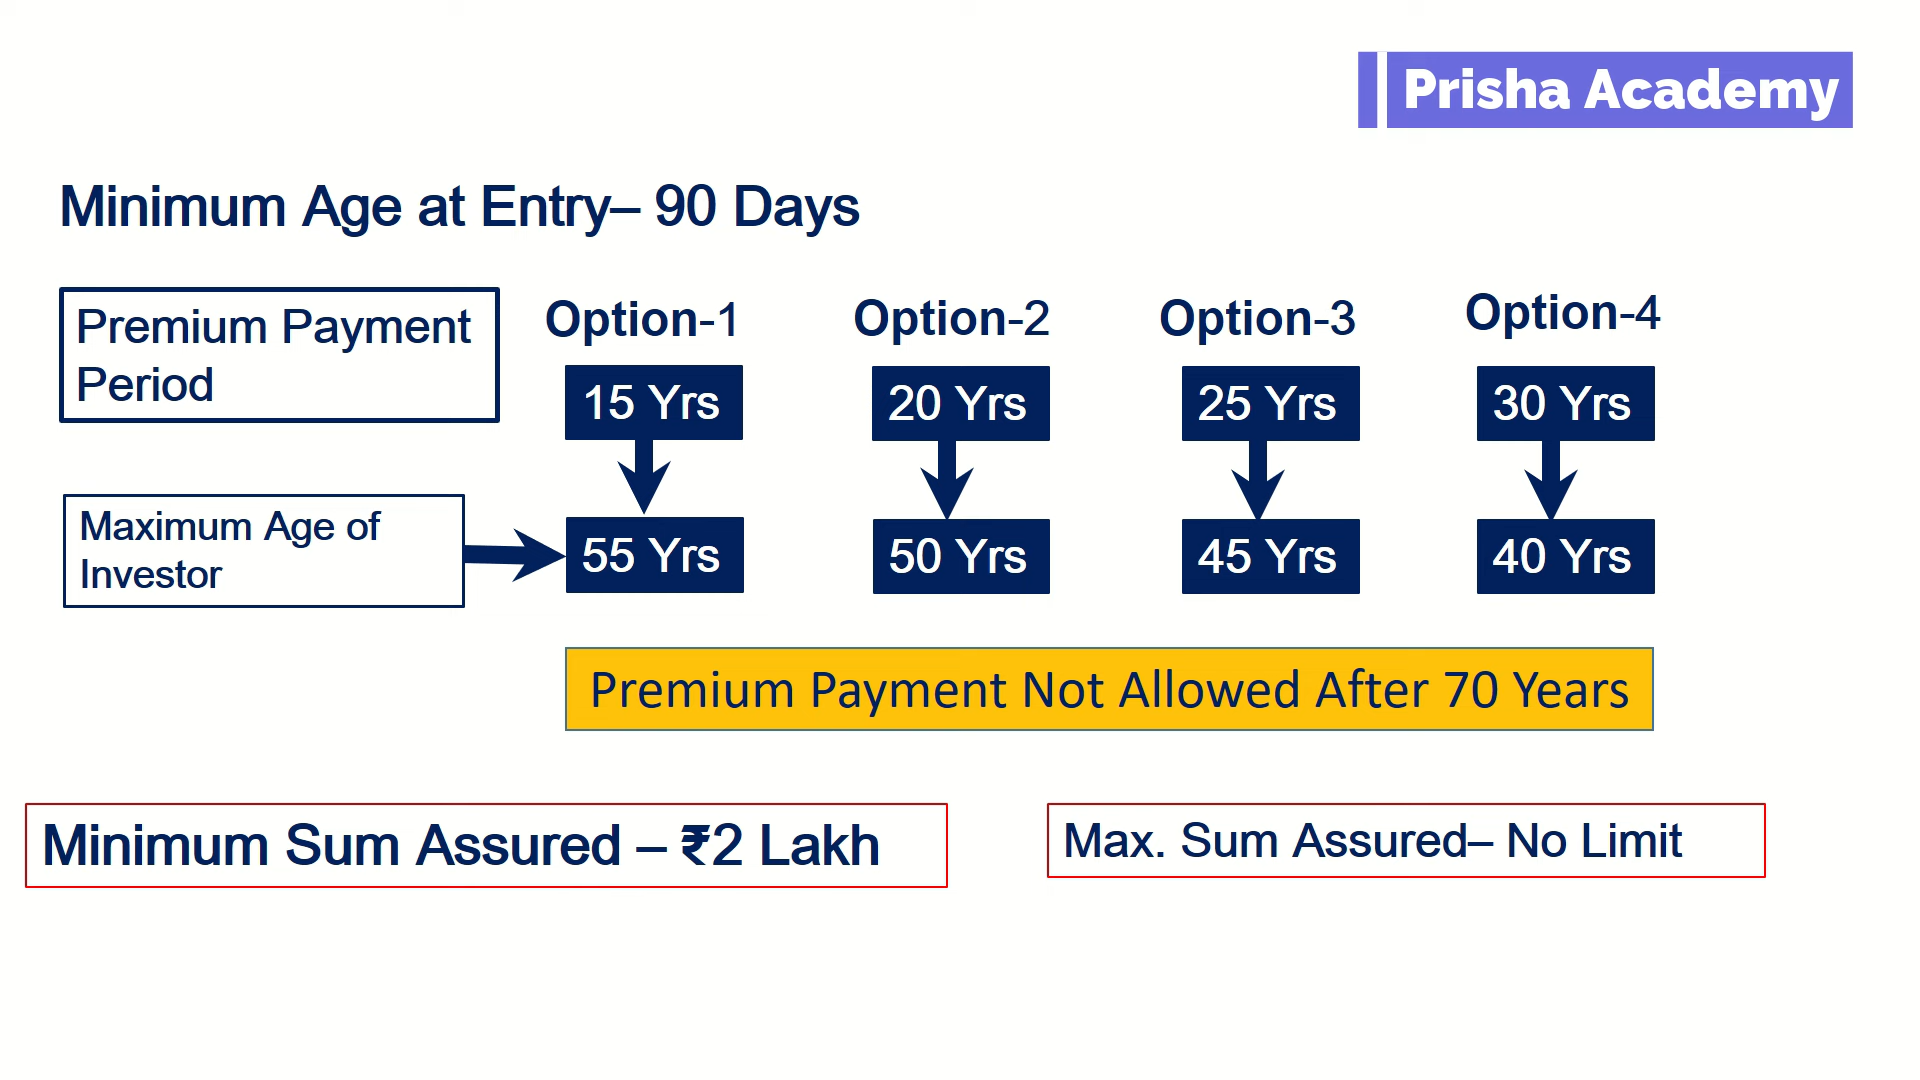 Prisha Academy
Minimum Age at Entry– 90 Days
Premium Payment
Period
Option-1
Option-2
Option-3
Option-4
15 Yrs
20 Yrs
25 Yrs
30 Yrs
Maximum Age of
Investor
55 Yrs
50 Yrs
45 Yrs
40 Yrs
Premium Payment Not Allowed After 70 Years
Minimum Sum Assured – ₹2 Lakh
Max. Sum Assured– No Limit